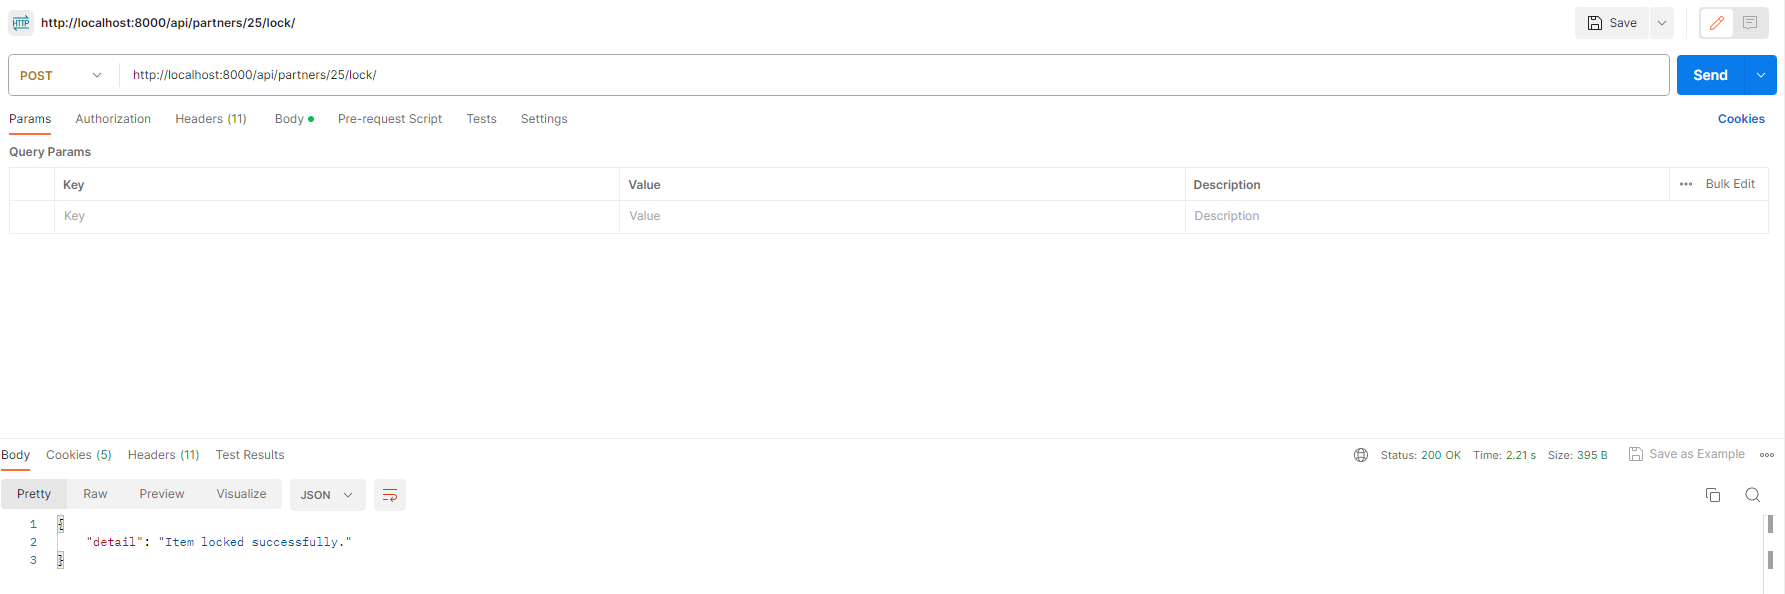 HTTP http://localhost:8000/api/partners/25/lock/ Save
POST http://localhost:8000/api/partners/25/lock/ Send
Params Authorization Headers (11) Body Pre-request Script Tests Settings Cookies
Query Params
Key Value Description ••• Bulk Edit
Key Value Description
Body Cookies (5) Headers (11) Test Results Status: 200 OK Time: 2.21 s Size: 395 B Save as Example
Pretty Raw Preview Visualize JSON
1 {
2 "detail": "Item locked successfully."
3 }